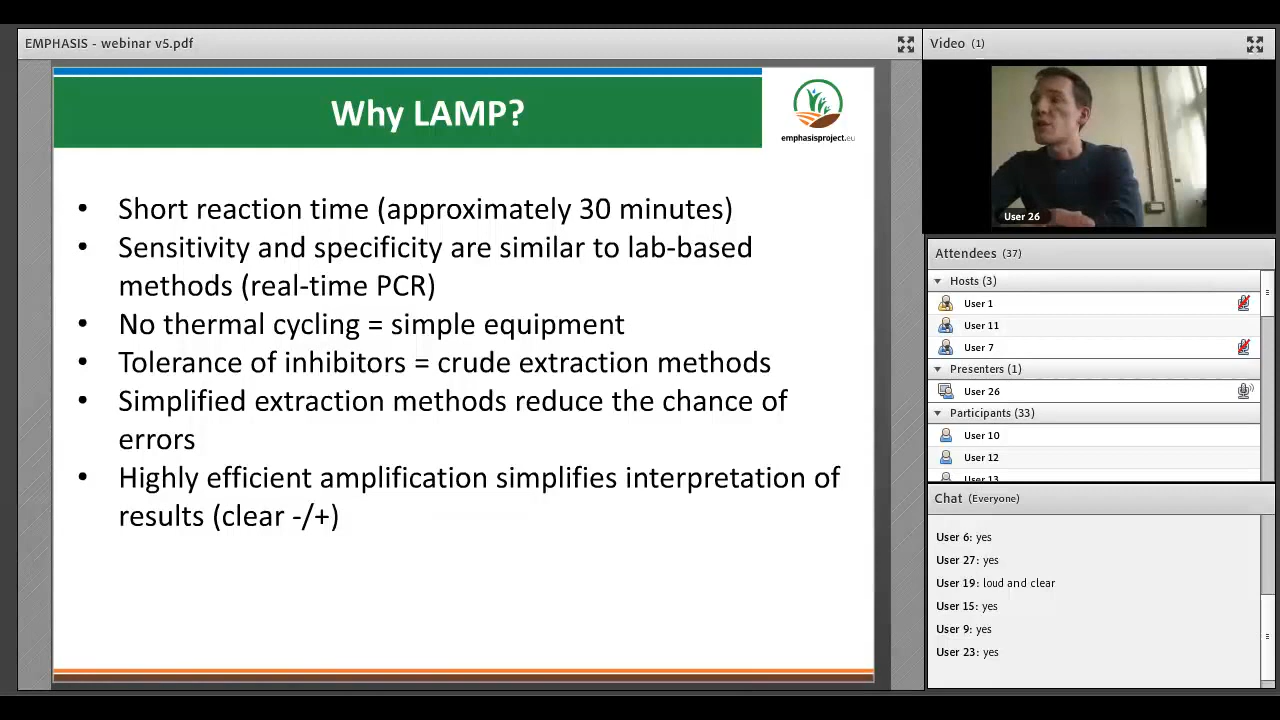 EMPHASIS - webinar v5.pdf
Why LAMP?
emphasisproject.eu
• Short reaction time (approximately 30 minutes)
• Sensitivity and specificity are similar to lab-based
methods (real-time PCR)
• No thermal cycling = simple equipment
• Tolerance of inhibitors = crude extraction methods
• Simplified extraction methods reduce the chance of
errors
• Highly efficient amplification simplifies interpretation of
results (clear -/+)
Video (1)
User 26
Attendees (37)
Hosts (3)
User 1
User 11
User 7
Presenters (1)
User 26
Participants (33)
User 10
User 12
User 13
Chat (Everyone)
User 6: yes
User 27: yes
User 19: loud and clear
User 15: yes
User 9: yes
User 23: yes